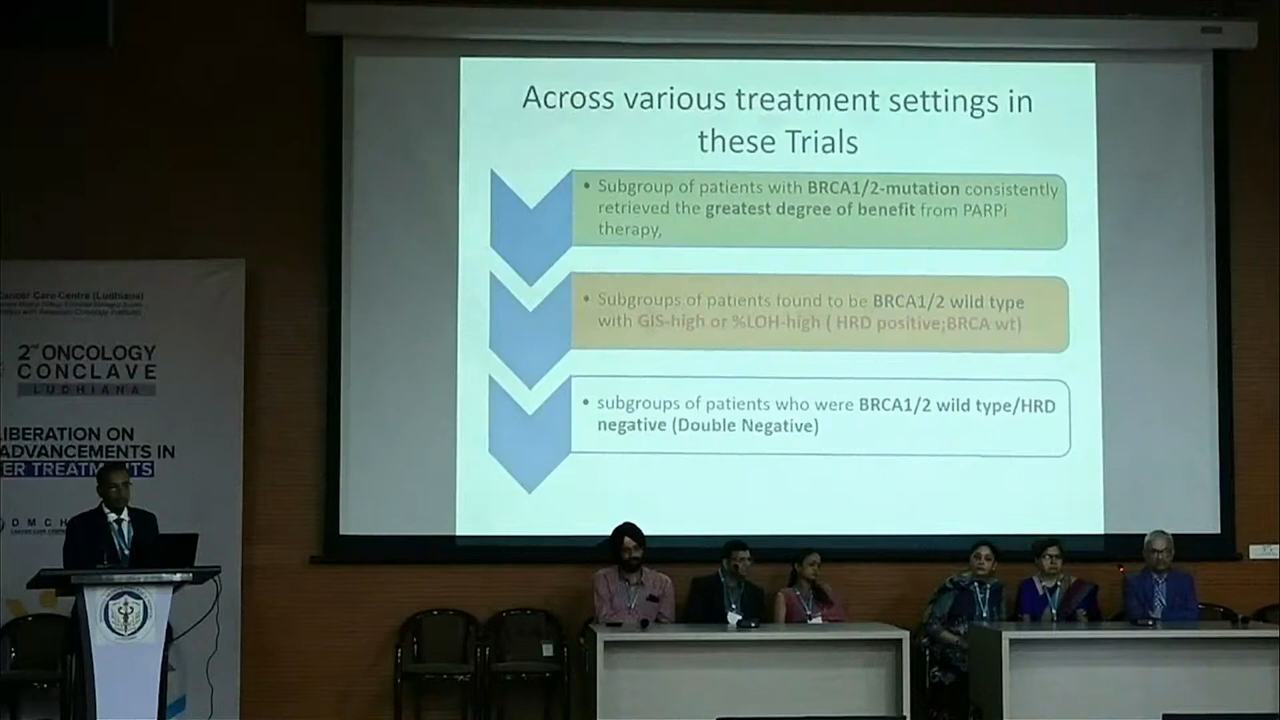 Across various treatment settings in
these Trials
• Subgroup of patients with BRCA1/2-mutation consistently
retrieved the greatest degree of benefit from PARPi
therapy,
• Subgroups of patients found to be BRCA1/2 wild type
with GIS-high or %LOH-high ( HRD positive;BRCA wt)
• subgroups of patients who were BRCA1/2 wild type/HRD
negative (Double Negative)
Cancer Care Centre (Ludhiana)
2nd ONCOLOGY
CONCLAVE
LUDHIANA
IBERATION ON
ADVANCEMENTS IN
ER TREATMENTS
DMCH